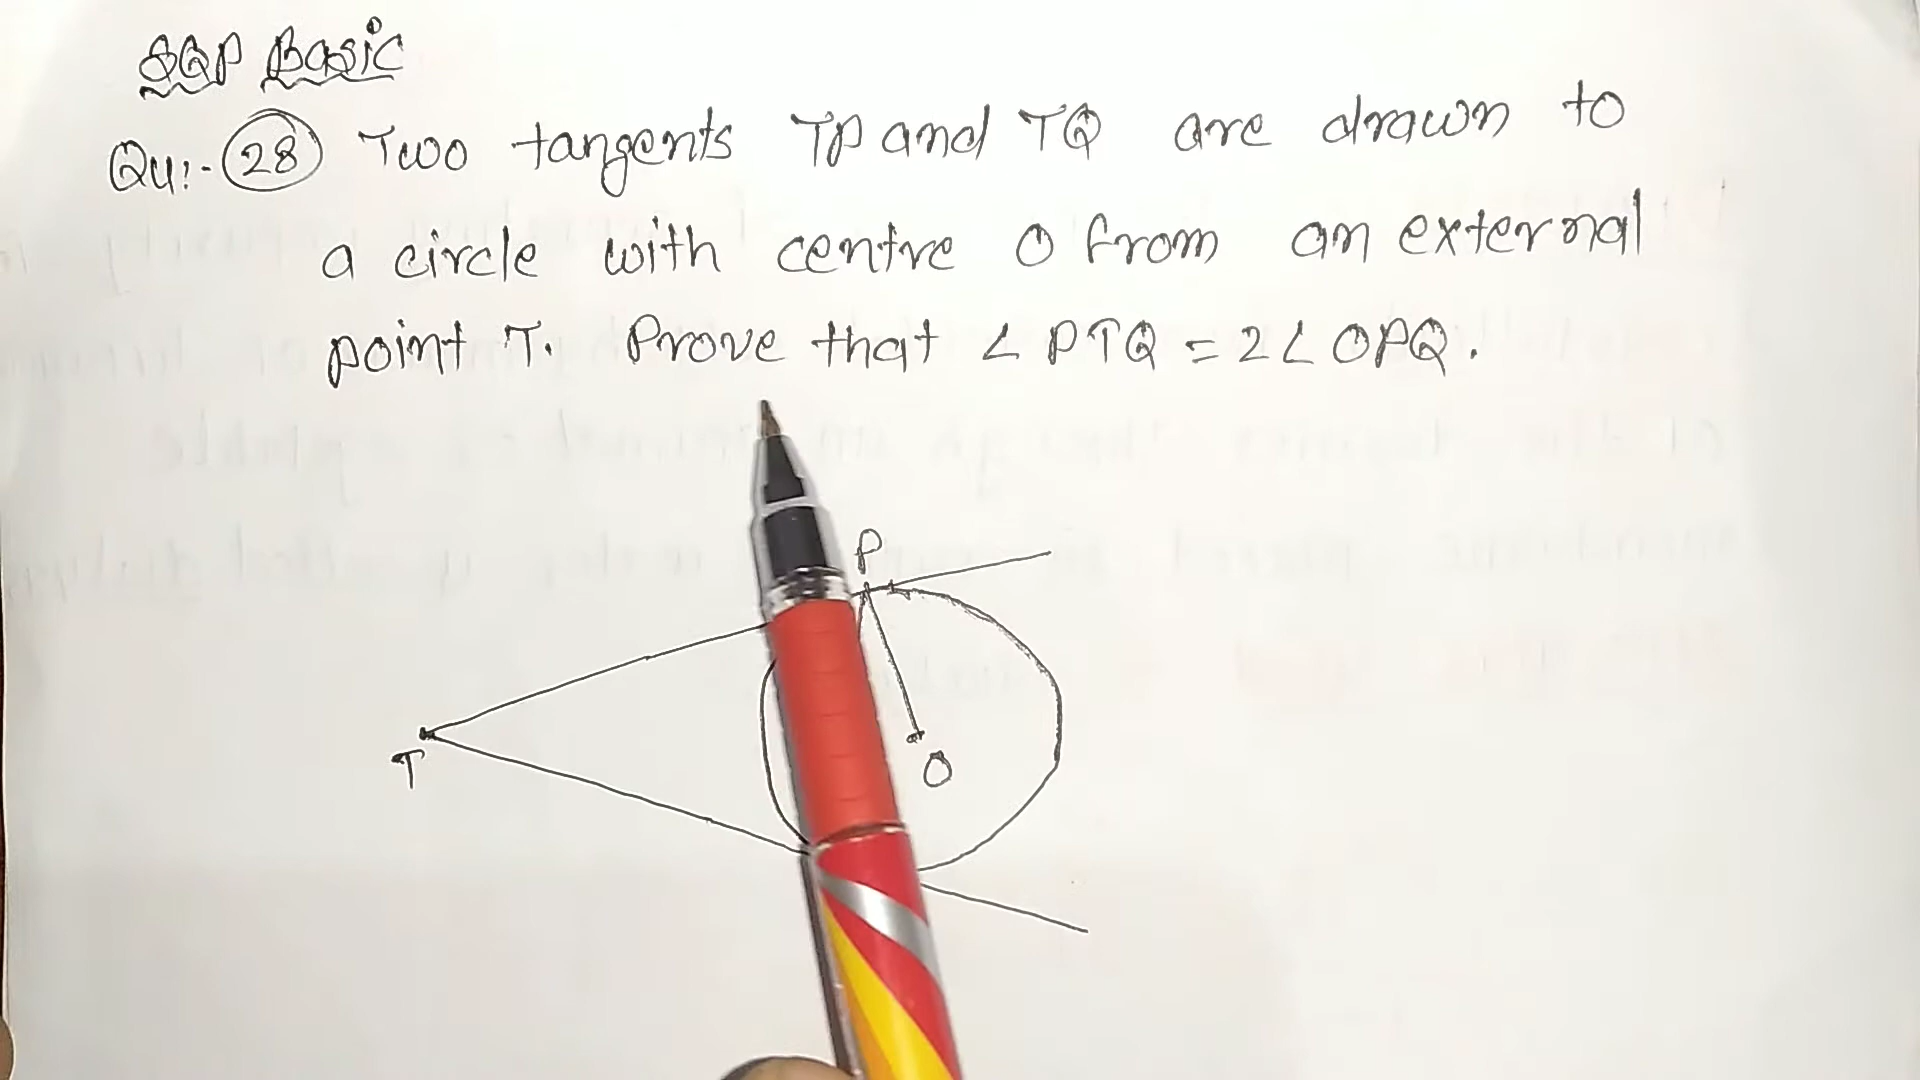 SQP Basic
Qu:- 28 Two tangents TP and TQ are drawn to
a circle with centre O from an external
point T. Prove that ∠PTQ = 2∠OPQ.
P
T
O